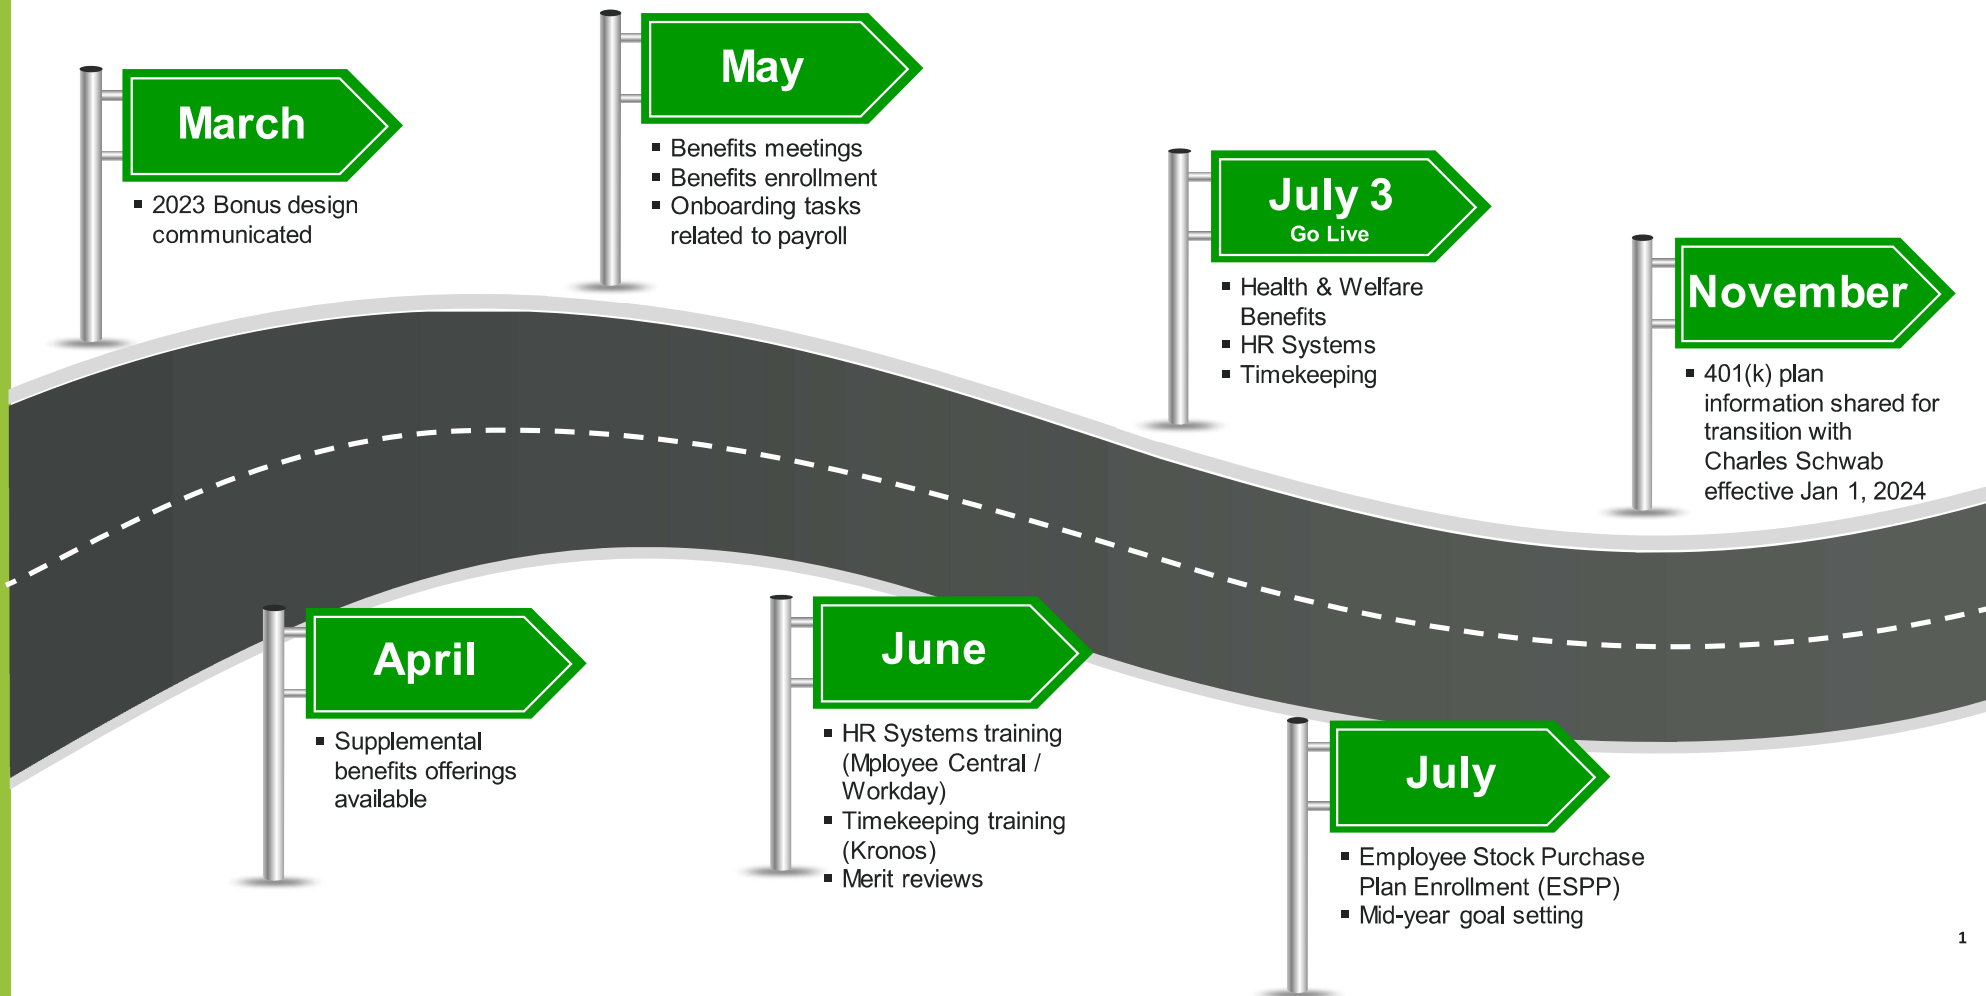 March
▪ 2023 Bonus design
communicated
May
▪ Benefits meetings
▪ Benefits enrollment
▪ Onboarding tasks
related to payroll
July 3
Go Live
▪ Health & Welfare
Benefits
▪ HR Systems
▪ Timekeeping
November
▪ 401(k) plan
information shared for
transition with
Charles Schwab
effective Jan 1, 2024
April
▪ Supplemental
benefits offerings
available
June
▪ HR Systems training
(Mployee Central /
Workday)
▪ Timekeeping training
(Kronos)
▪ Merit reviews
July
▪ Employee Stock Purchase
Plan Enrollment (ESPP)
▪ Mid-year goal setting
1